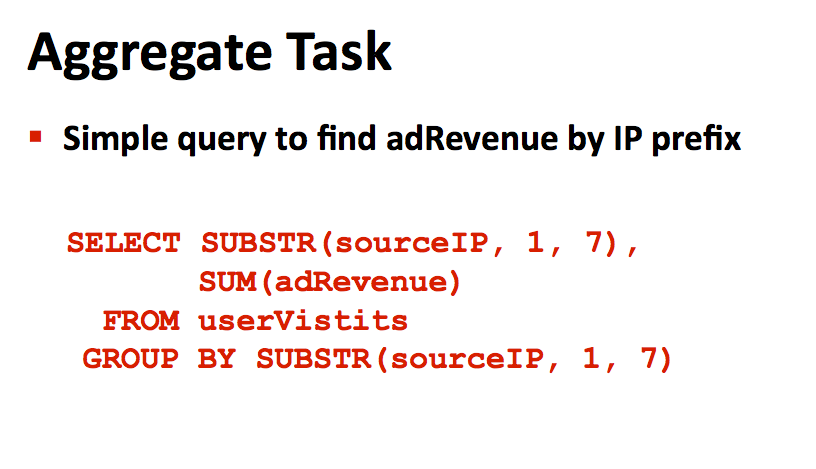 Aggregate Task
▪ Simple query to find adRevenue by IP prefix
SELECT SUBSTR(sourceIP, 1, 7),
SUM(adRevenue)
FROM userVistits
GROUP BY SUBSTR(sourceIP, 1, 7)